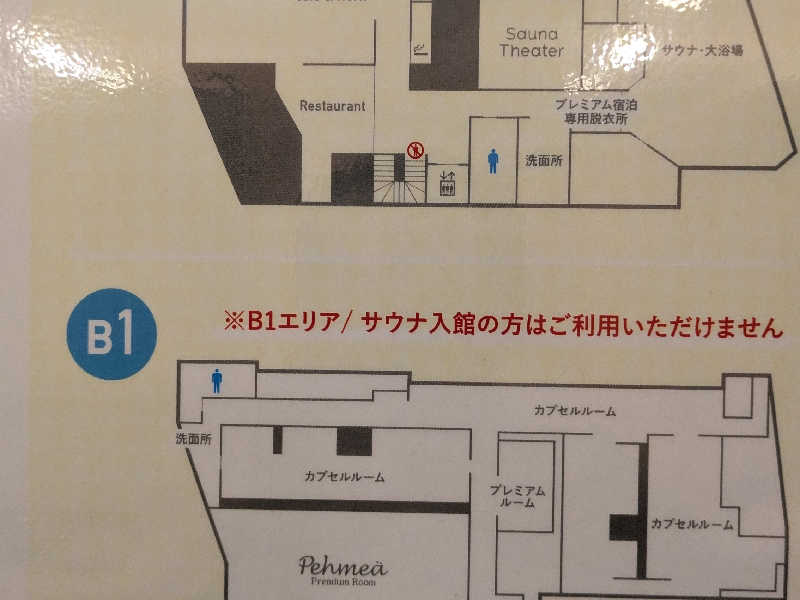 Sauna
Theater
サウナ・大浴場
Restaurant
プレミアム宿泊
専用脱衣所
洗面所
B1
※B1エリア/ サウナ入館の方はご利用いただけません
カプセルルーム
洗面所
カプセルルーム
プレミアム
ルーム
カプセルルーム
Pehmeä
Premium Room